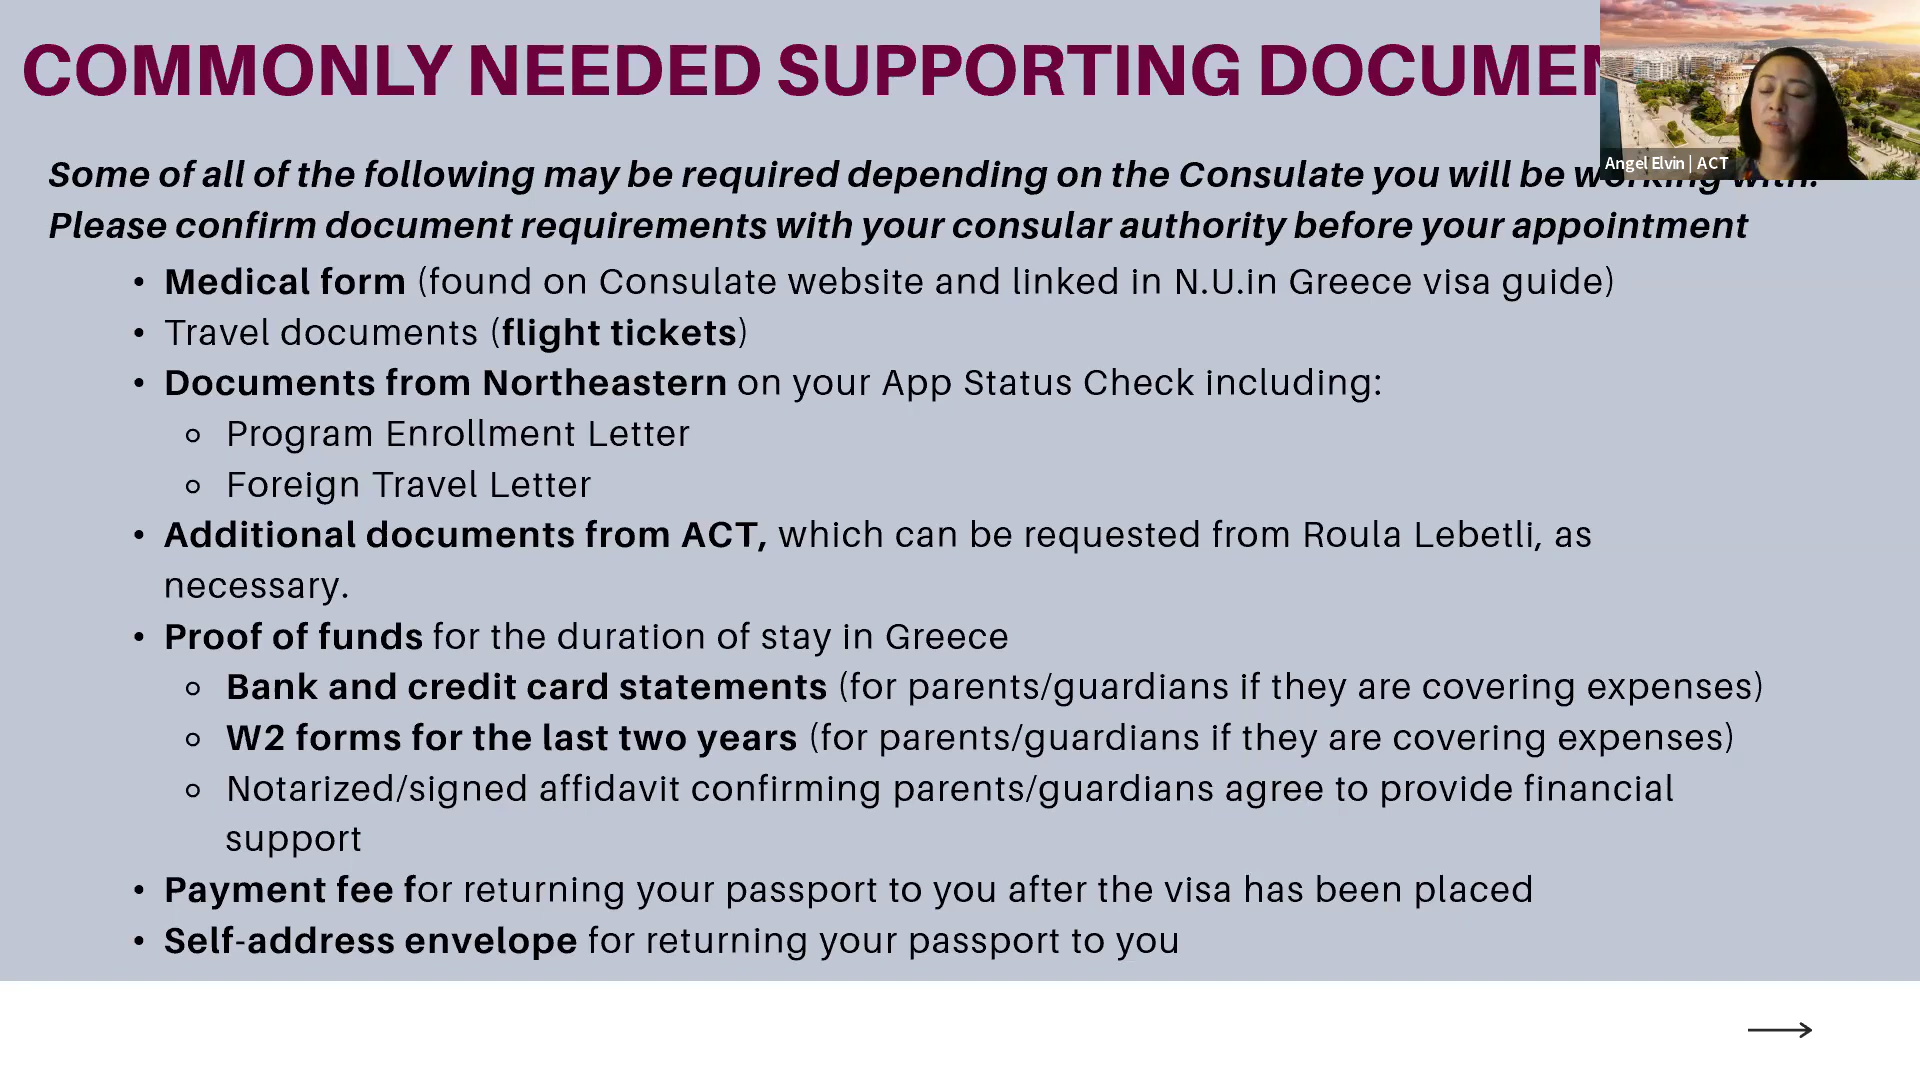 COMMONLY NEEDED SUPPORTING DOCUMEN
Angel Elvin | ACT
Some of all of the following may be required depending on the Consulate you will be working with.
Please confirm document requirements with your consular authority before your appointment
• Medical form (found on Consulate website and linked in N.U.in Greece visa guide)
• Travel documents (flight tickets)
• Documents from Northeastern on your App Status Check including:
○ Program Enrollment Letter
○ Foreign Travel Letter
• Additional documents from ACT, which can be requested from Roula Lebetli, as
necessary.
• Proof of funds for the duration of stay in Greece
○ Bank and credit card statements (for parents/guardians if they are covering expenses)
○ W2 forms for the last two years (for parents/guardians if they are covering expenses)
○ Notarized/signed affidavit confirming parents/guardians agree to provide financial
support
• Payment fee for returning your passport to you after the visa has been placed
• Self-address envelope for returning your passport to you